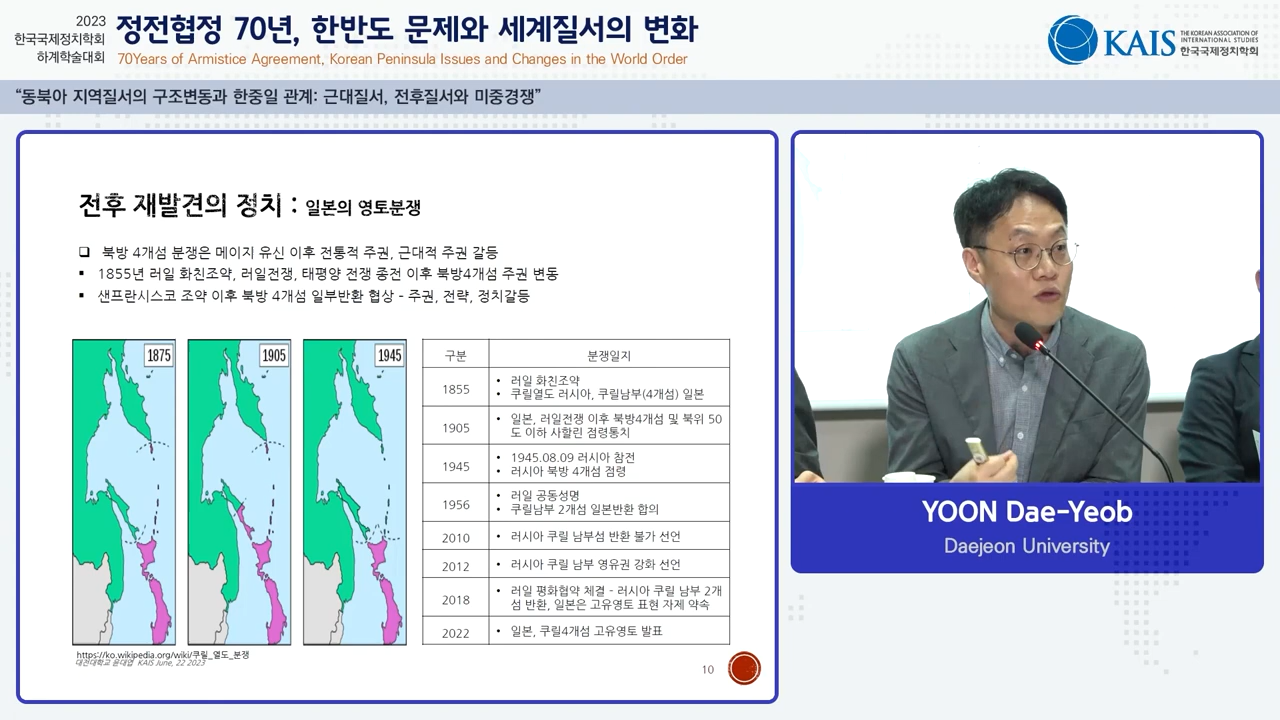 2023
한국국제정치학회
하계학술대회
정전협정 70년, 한반도 문제와 세계질서의 변화
70Years of Armistice Agreement, Korean Peninsula Issues and Changes in the World Order
KAIS
THE KOREAN ASSOCIATION OF
INTERNATIONAL STUDIES
한국국제정치학회
“동북아 지역질서의 구조변동과 한중일 관계: 근대질서, 전후질서와 미중경쟁”
전후 재발견의 정치 : 일본의 영토분쟁
❑ 북방 4개섬 분쟁은 메이지 유신 이후 전통적 주권, 근대적 주권 갈등
▪ 1855년 러일 화친조약, 러일전쟁, 태평양 전쟁 종전 이후 북방4개섬 주권 변동
▪ 샌프란시스코 조약 이후 북방 4개섬 일부반환 협상 – 주권, 전략, 정치갈등
1875
1905
1945
구분 분쟁일지
1855
• 러일 화친조약
• 쿠릴열도 러시아, 쿠릴남부(4개섬) 일본
1905
• 일본, 러일전쟁 이후 북방4개섬 및 북위 50
도 이하 사할린 점령통치
1945
• 1945.08.09 러시아 참전
• 러시아 북방 4개섬 점령
1956
• 러일 공동성명
• 쿠릴남부 2개섬 일본반환 합의
2010 • 러시아 쿠릴 남부섬 반환 불가 선언
2012 • 러시아 쿠릴 남부 영유권 강화 선언
2018
• 러일 평화협약 체결 – 러시아 쿠릴 남부 2개
섬 반환, 일본은 고유영토 표현 자제 약속
2022 • 일본, 쿠릴4개섬 고유영토 발표
https://ko.wikipedia.org/wiki/쿠릴_열도_분쟁
대전대학교 윤대엽 KAIS June, 22 2023
10
YOON Dae-Yeob
Daejeon University